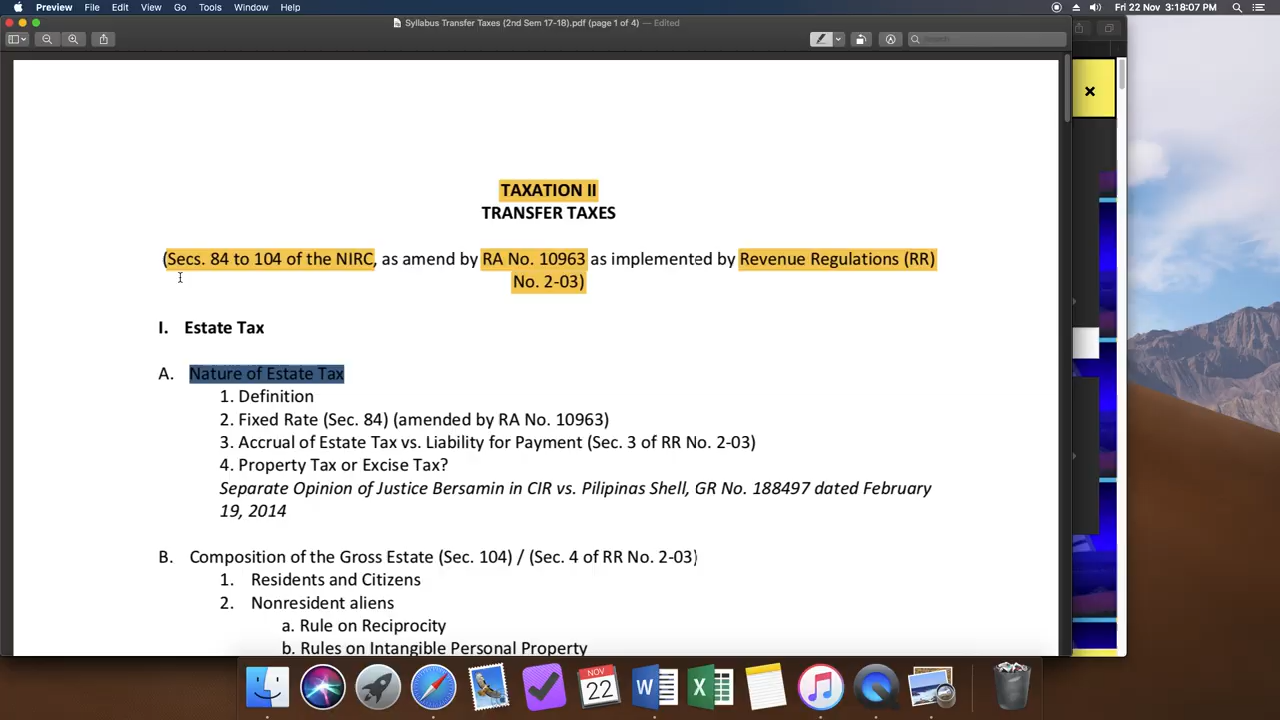 Preview File Edit View Go Tools Window Help Fri 22 Nov 3:18:07 PM
Syllabus Transfer Taxes (2nd Sem 17-18).pdf (page 1 of 4) — Edited
Search
TAXATION II
TRANSFER TAXES
(Secs. 84 to 104 of the NIRC, as amend by RA No. 10963 as implemented by Revenue Regulations (RR)
No. 2-03)
I. Estate Tax
A. Nature of Estate Tax
1. Definition
2. Fixed Rate (Sec. 84) (amended by RA No. 10963)
3. Accrual of Estate Tax vs. Liability for Payment (Sec. 3 of RR No. 2-03)
4. Property Tax or Excise Tax?
Separate Opinion of Justice Bersamin in CIR vs. Pilipinas Shell, GR No. 188497 dated February
19, 2014
B. Composition of the Gross Estate (Sec. 104) / (Sec. 4 of RR No. 2-03)
1. Residents and Citizens
2. Nonresident aliens
a. Rule on Reciprocity
b. Rules on Intangible Personal Property
NOV
22